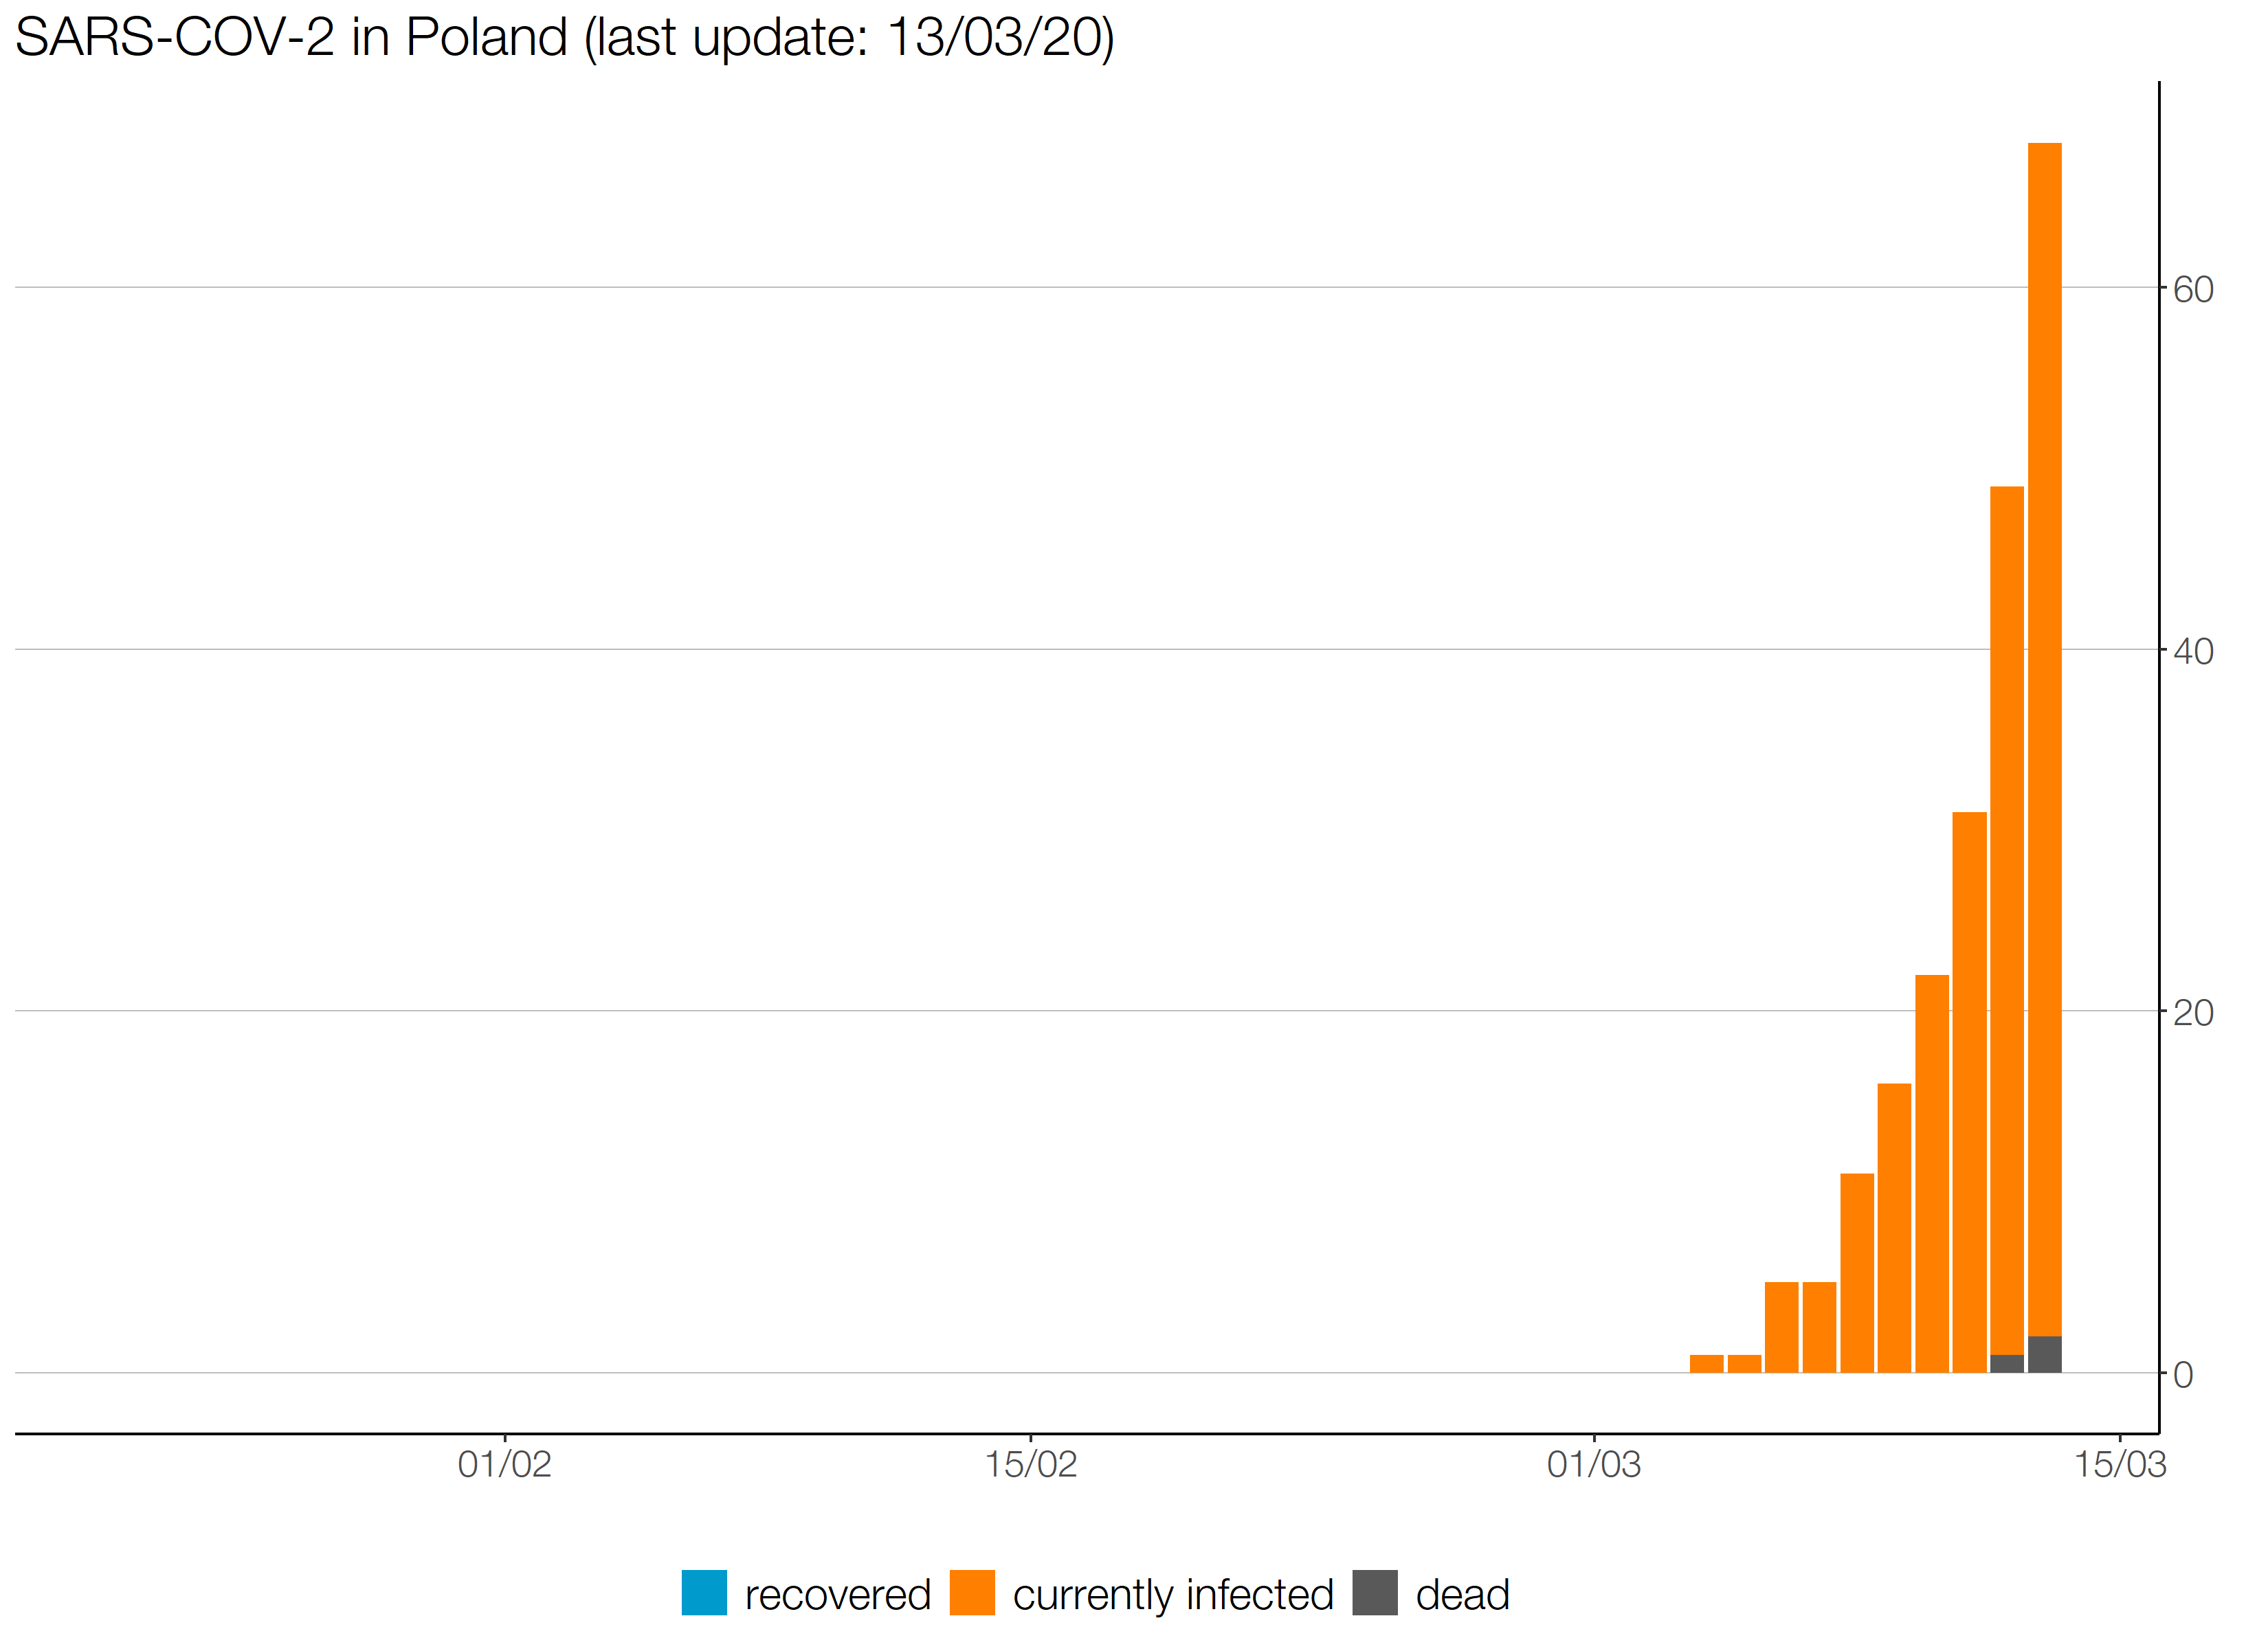 SARS-COV-2 in Poland (last update: 13/03/20)
60
40
20
0
01/02 15/02 01/03 15/03
recovered currently infected dead